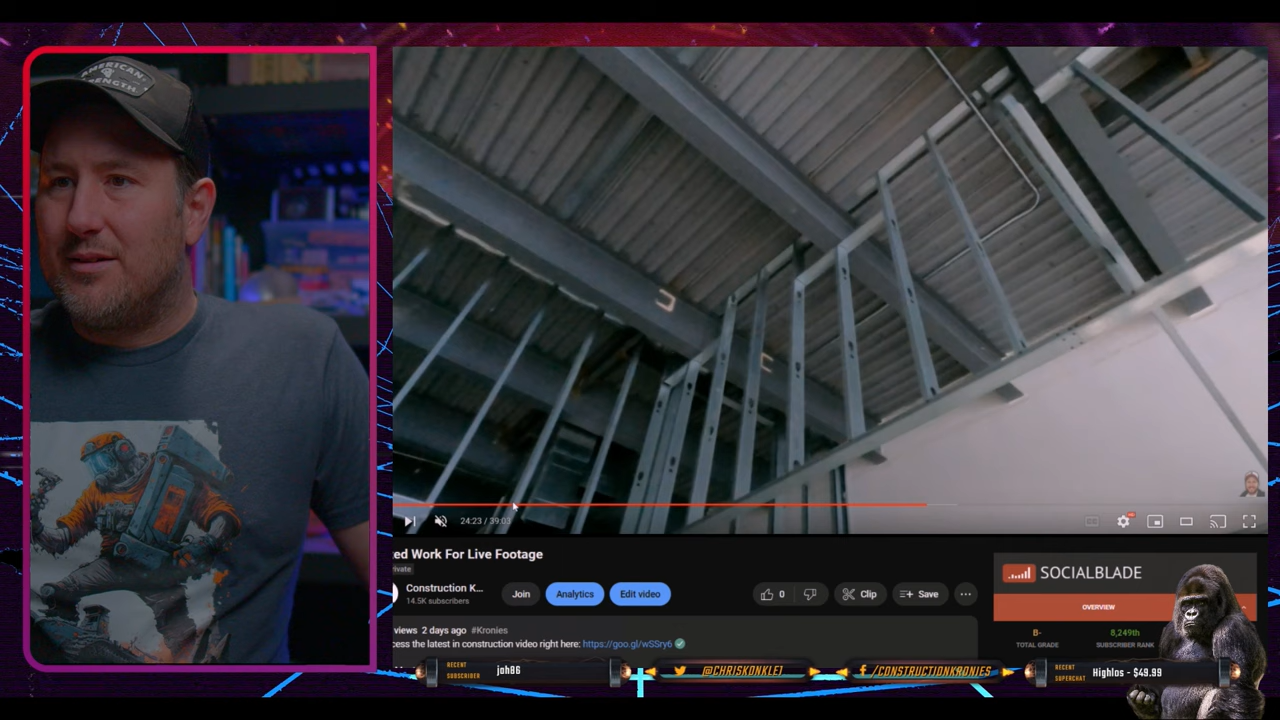 AMERICAN
STRENGTH
24:23 / 39:03
ed Work For Live Footage
ivate
Construction K...
14.5K subscribers
Join
Analytics
Edit video
0
Clip
Save
views 2 days ago #Kronies
cess the latest in construction video right here: https://goo.gl/wSSry6
SOCIALBLADE
OVERVIEW
B-
TOTAL GRADE
8,249th
SUBSCRIBER RANK
RECENT
SUBSCRIBER
joh86
@CHRISKONKLE1
/CONSTRUCTIONKRONIES
RECENT
SUPERCHAT
Highlos - $49.99